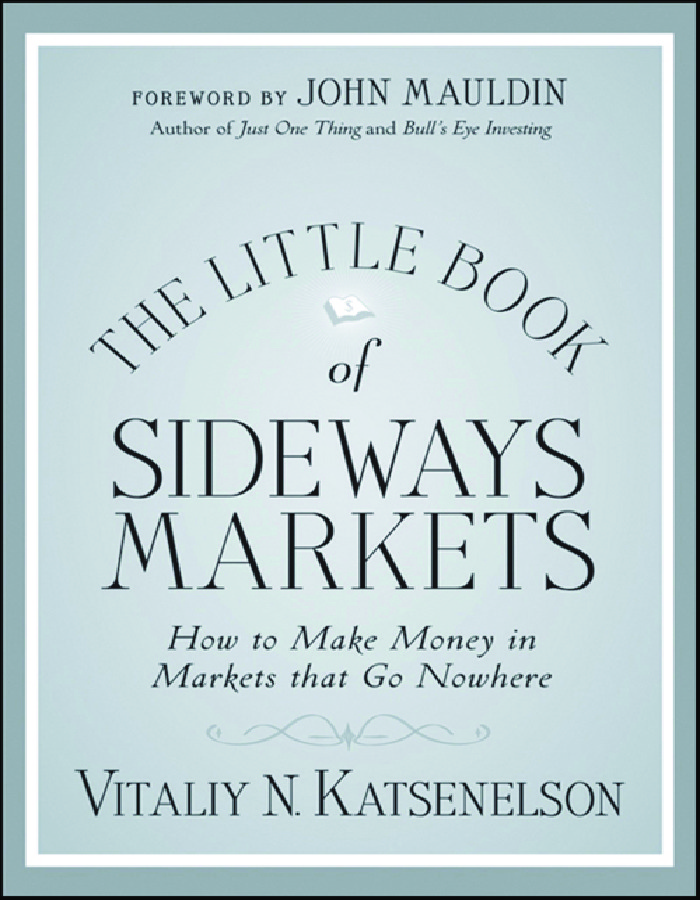 FOREWORD BY JOHN MAULDIN
Author of Just One Thing and Bull's Eye Investing
THE LITTLE BOOK
$
of
SIDEWAYS
MARKETS
How to Make Money in
Markets that Go Nowhere
VITALIY N. KATSENELSON